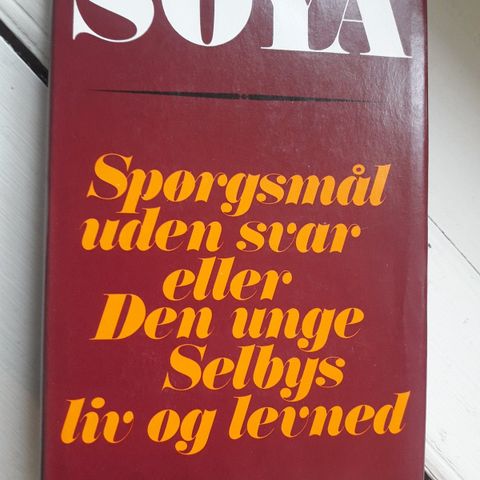 SOYA
Spørgsmål
uden svar
eller
Den unge
Selbys
liv og levned